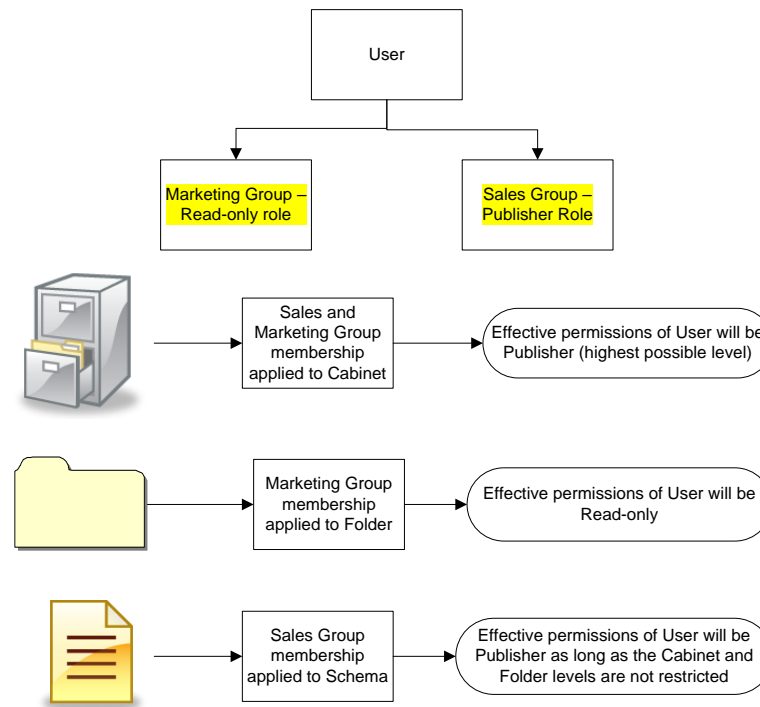 User
Marketing Group –
Read-only role
Sales Group –
Publisher Role
Sales and
Marketing Group
membership
applied to Cabinet
Effective permissions of User will be
Publisher (highest possible level)
Marketing Group
membership
applied to Folder
Effective permissions of User will be
Read-only
Sales Group
membership
applied to Schema
Effective permissions of User will be
Publisher as long as the Cabinet and
Folder levels are not restricted